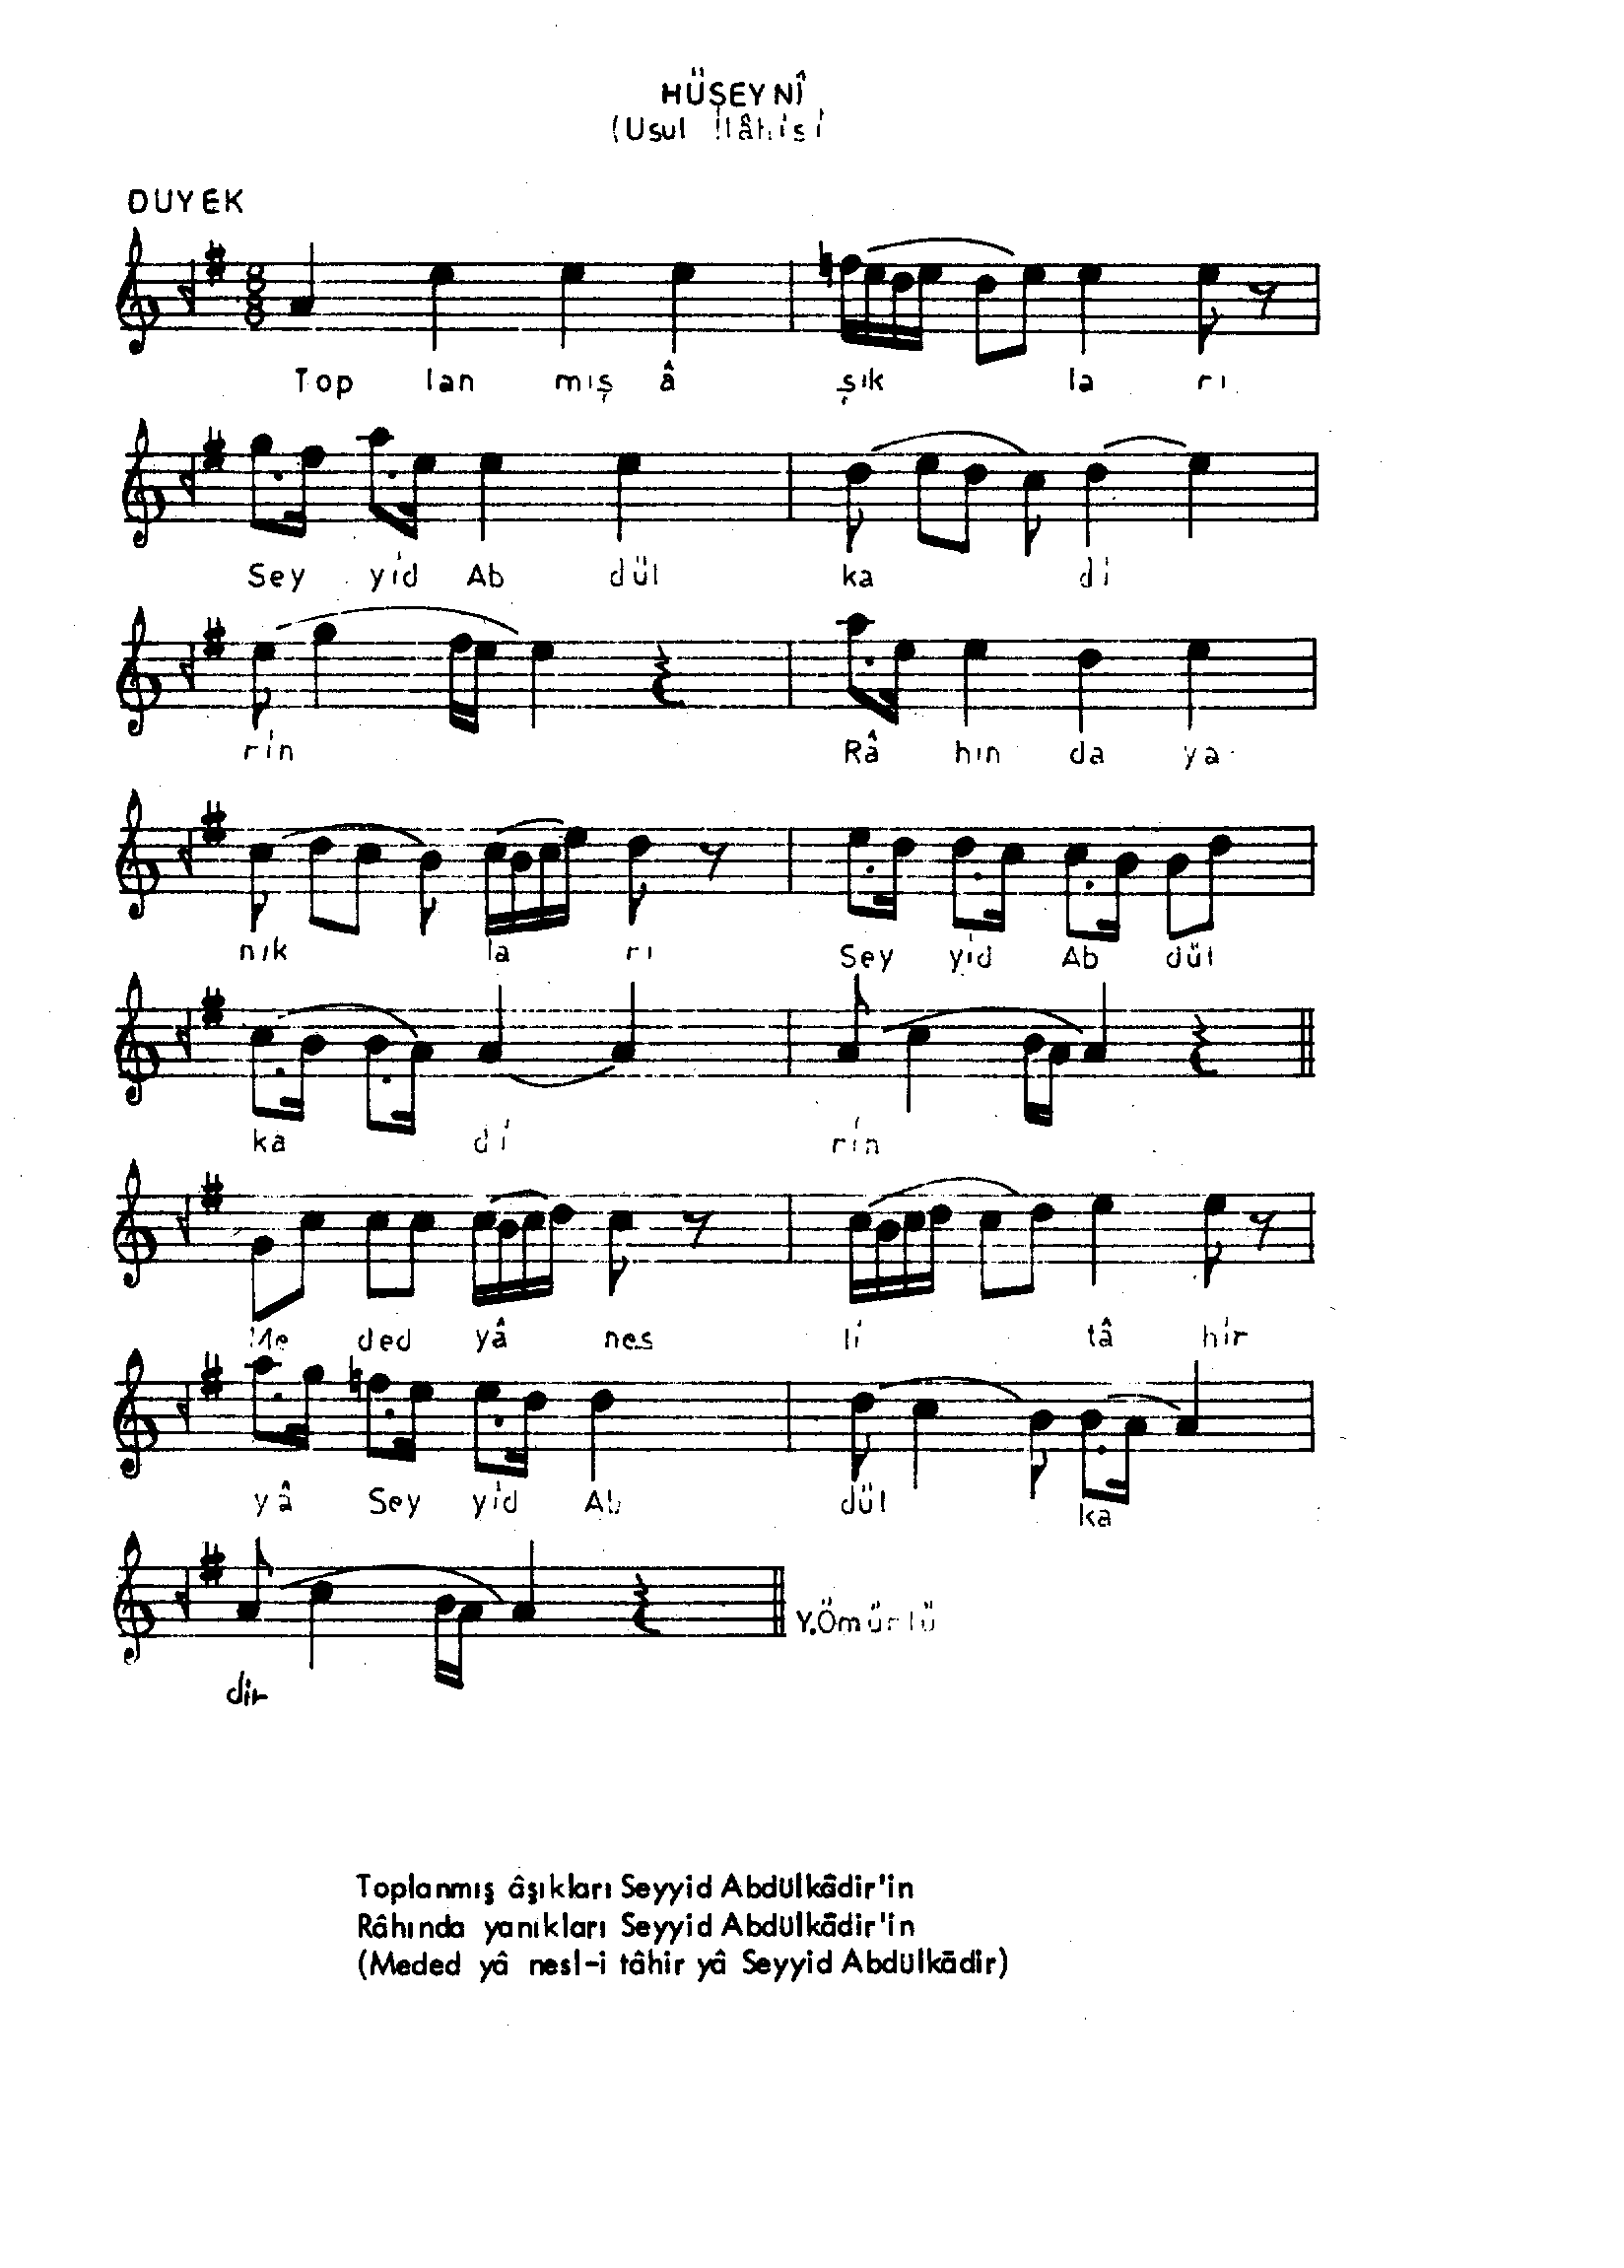 HÜSEYNÎ
(Usul İlâhisi
DUYEK
8
8
Top lan mış â şık la rı
Sey yid Ab dül ka di
rin Râ hın da ya
nık la rı Sey yid Ab dül
ka di rin
Me ded yâ nes li tâ hir
yâ Sey yid Ab dül ka
Y.Ömürlü
dir
Toplanmış âşıkları Seyyid Abdülkâdir'in
Râhında yanıkları Seyyid Abdülkādir'in
(Meded yâ nesl-i tâhir yâ Seyyid Abdülkādir)